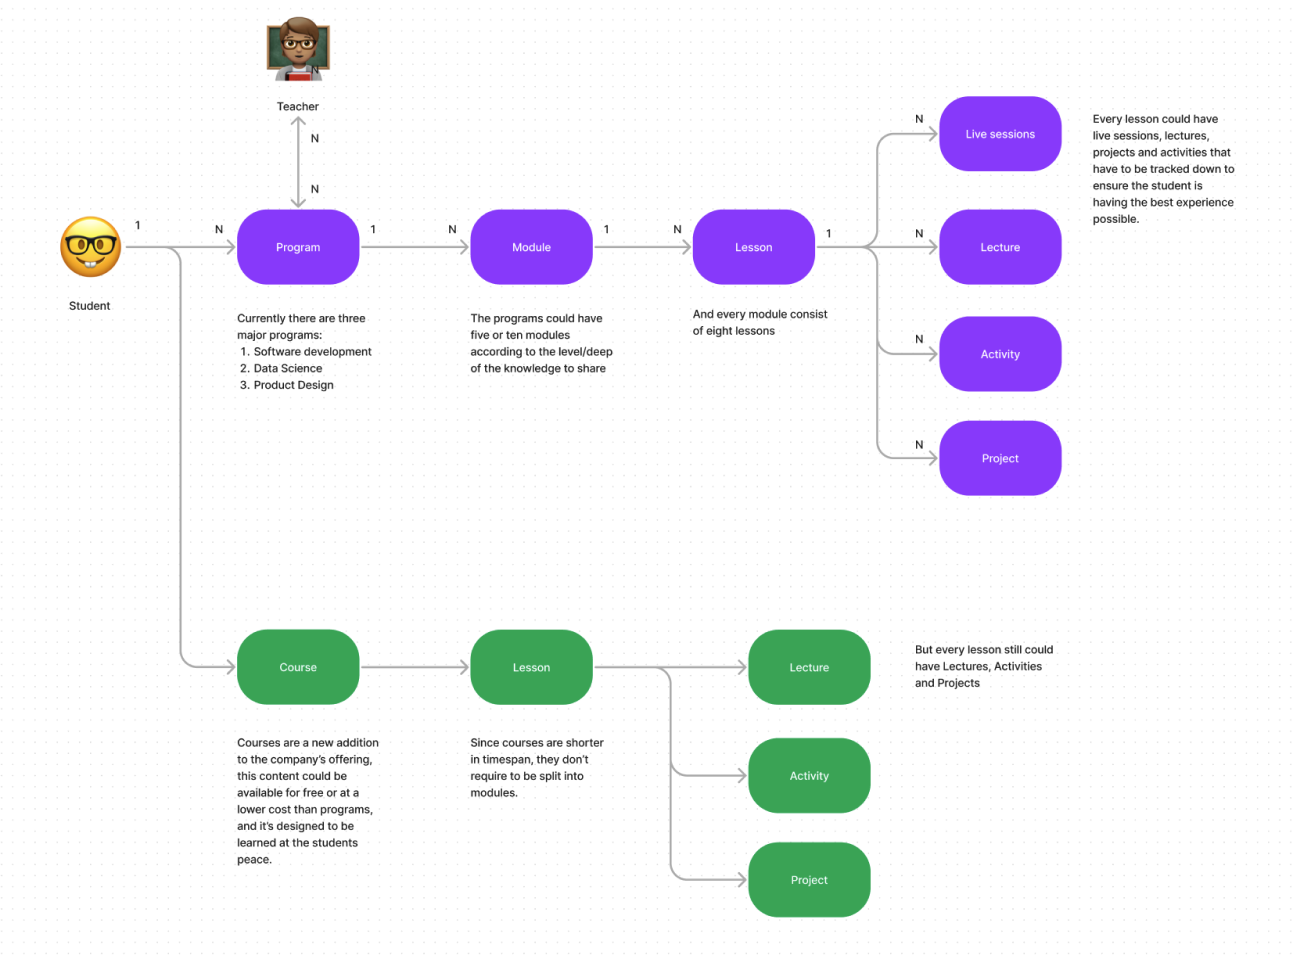 N
Teacher
N
N
1
N
Program
1
N
Module
1
N
Lesson
1
N
Live sessions
N
Lecture
N
Activity
N
Project
Every lesson could have
live sessions, lectures,
projects and activities that
have to be tracked down to
ensure the student is
having the best experience
possible.
Student
Currently there are three
major programs:
1. Software development
2. Data Science
3. Product Design
The programs could have
five or ten modules
according to the level/deep
of the knowledge to share
And every module consist
of eight lessons
Course
Lesson
Lecture
Activity
Project
But every lesson still could
have Lectures, Activities
and Projects
Courses are a new addition
to the company's offering,
this content could be
available for free or at a
lower cost than programs,
and it's designed to be
learned at the students
peace.
Since courses are shorter
in timespan, they don't
require to be split into
modules.